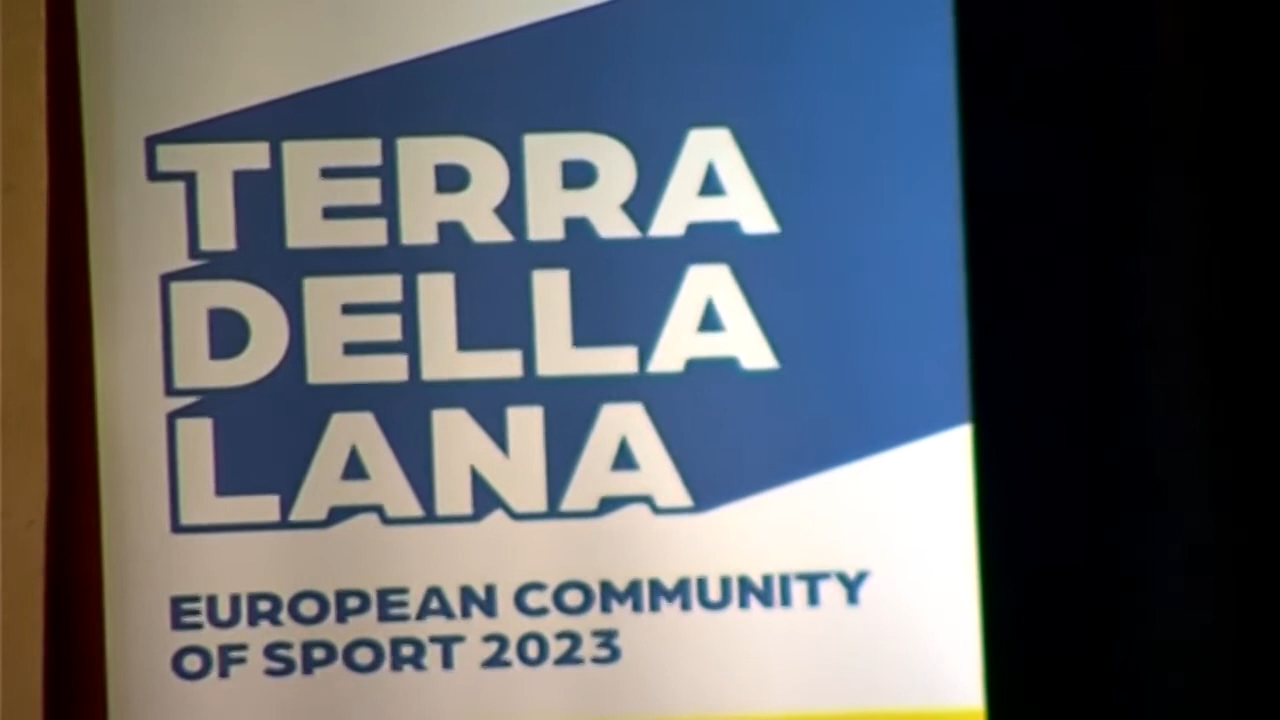 TERRA
DELLA
LANA
EUROPEAN COMMUNITY
OF SPORT 2023